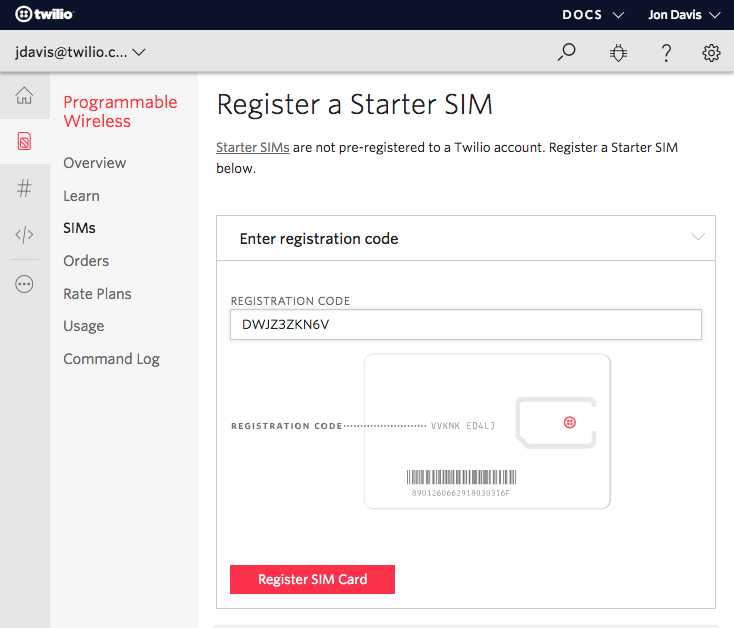 twilio
DOCS
Jon Davis
jdavis@twilio.c...
Programmable
Wireless
Overview
Learn
SIMs
Orders
Rate Plans
Usage
Command Log
Register a Starter SIM
Starter SIMs are not pre-registered to a Twilio account. Register a Starter SIM
below.
Enter registration code
REGISTRATION CODE
DWJZ3ZKN6V
REGISTRATION CODE
VVKNK ED4LJ
8901260662918030316F
Register SIM Card